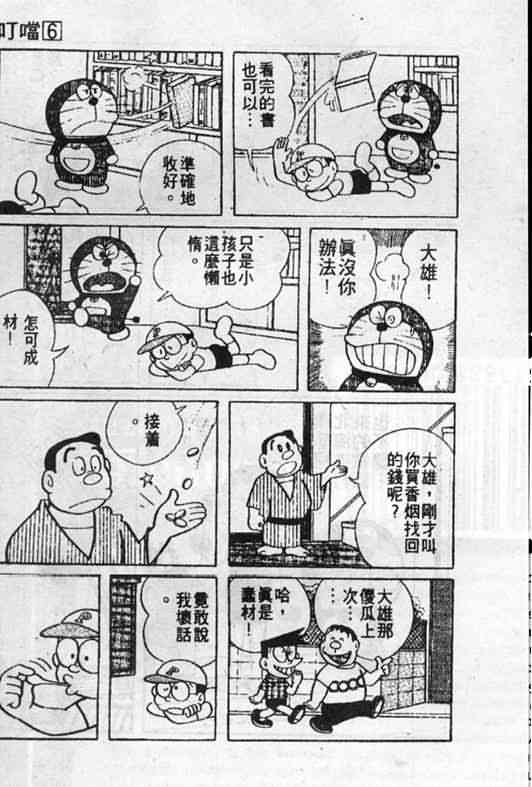 叮噹6
看完的書
也可以…
準確地
收好。
大雄！
眞沒你
辦法！
只是小
孩子也
這麼懶
惰。
怎可成
材！
大雄，剛才叫
你買香烟找回
的錢呢？
接着
。
大雄那
傻瓜上
次…
…
哈，
眞是
蠢材！
竟敢說
我壞話
。